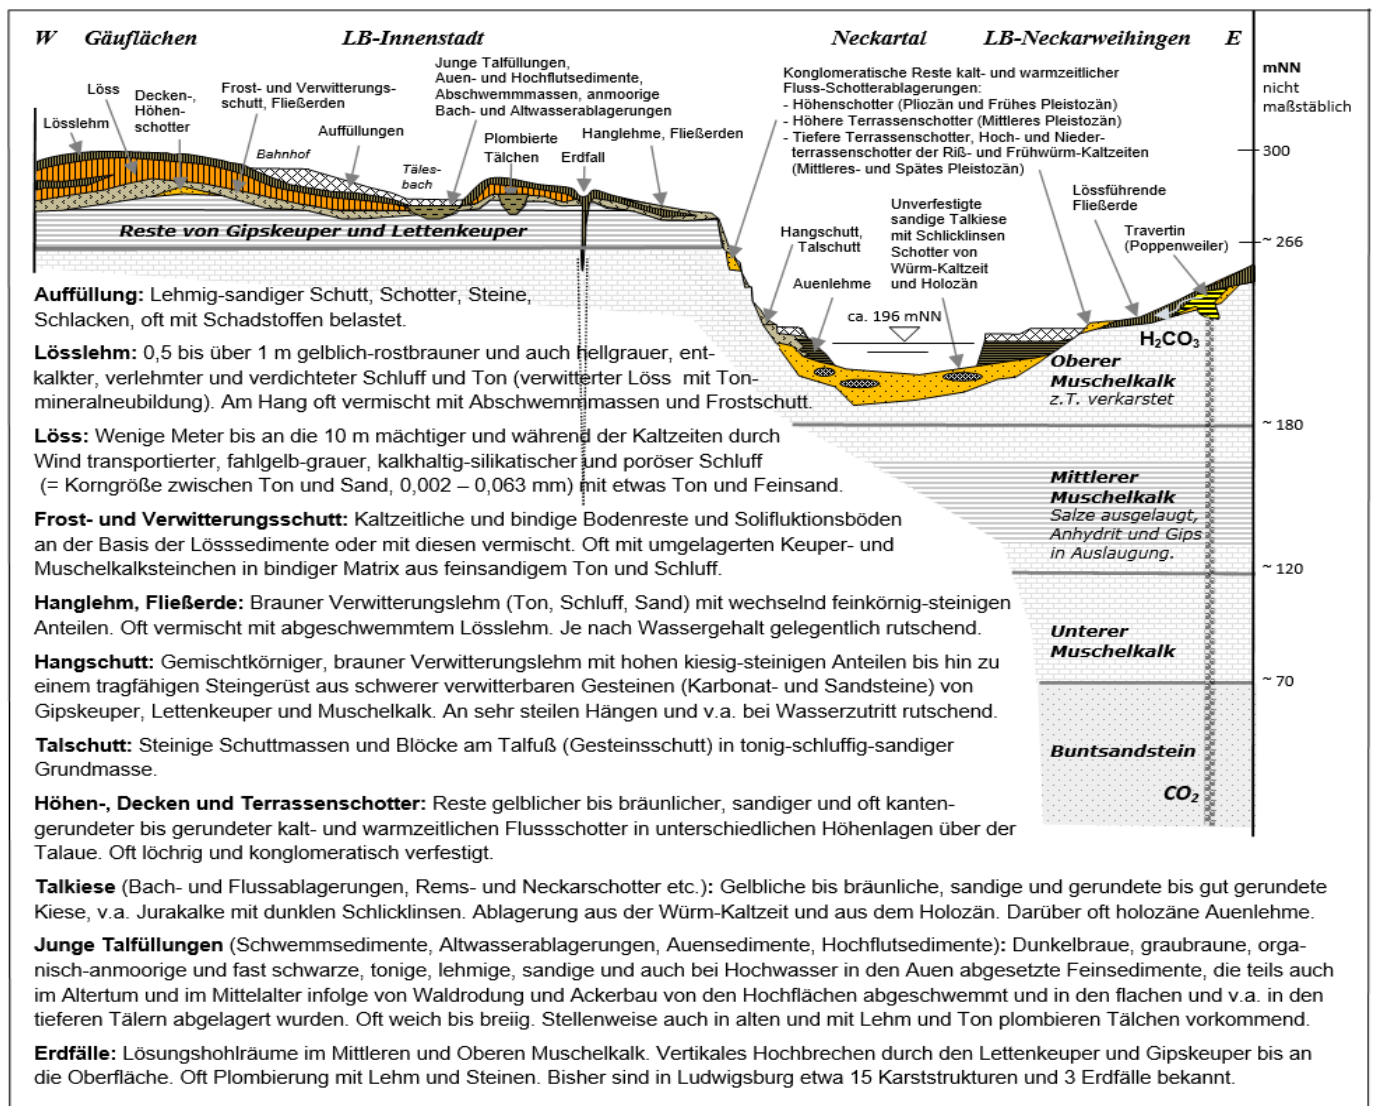 W Gäuflächen LB-Innenstadt Neckartal LB-Neckarweihingen E
mNN
nicht
maßstäblich
Löss
Lösslehm
Decken-,
Höhen-
schotter
Frost- und Verwitterungs-
schutt, Fließerden
Auffüllungen
Bahnhof
Junge Talfüllungen,
Auen- und Hochflutsedimente,
Abschwemmmassen, anmoorige
Bach- und Altwasserablagerungen
Täles-
bach
Plombierte
Tälchen
Erdfall
Hanglehme, Fließerden
Konglomeratische Reste kalt- und warmzeitlicher
Fluss-Schotterablagerungen:
- Höhenschotter (Pliozän und Frühes Pleistozän)
- Höhere Terrassenschotter (Mittleres Pleistozän)
- Tiefere Terrassenschotter, Hoch- und Nieder-
terrassenschotter der Riß- und Frühwürm-Kaltzeiten
(Mittleres- und Spätes Pleistozän)
300
Lössführende
Fließerde
Travertin
(Poppenweiler)
~ 266
Unverfestigte
sandige Talkiese
mit Schlicklinsen
Schotter von
Würm-Kaltzeit
und Holozän
Hangschutt,
Talschutt
Auenlehme
ca. 196 mNN
Reste von Gipskeuper und Lettenkeuper
H₂CO₃
Oberer
Muschelkalk
z.T. verkarstet
~ 180
Mittlerer
Muschelkalk
Salze ausgelaugt,
Anhydrit und Gips
in Auslaugung.
~ 120
Unterer
Muschelkalk
~ 70
Buntsandstein
CO₂
Auffüllung: Lehmig-sandiger Schutt, Schotter, Steine,
Schlacken, oft mit Schadstoffen belastet.
Lösslehm: 0,5 bis über 1 m gelblich-rostbrauner und auch hellgrauer, ent-
kalkter, verlehmter und verdichteter Schluff und Ton (verwitterter Löss mit Ton-
mineralneubildung). Am Hang oft vermischt mit Abschwemmmassen und Frostschutt.
Löss: Wenige Meter bis an die 10 m mächtiger und während der Kaltzeiten durch
Wind transportierter, fahlgelb-grauer, kalkhaltig-silikatischer und poröser Schluff
(= Korngröße zwischen Ton und Sand, 0,002 – 0,063 mm) mit etwas Ton und Feinsand.
Frost- und Verwitterungsschutt: Kaltzeitliche und bindige Bodenreste und Solifluktionsböden
an der Basis der Lösssedimente oder mit diesen vermischt. Oft mit umgelagerten Keuper- und
Muschelkalksteinchen in bindiger Matrix aus feinsandigem Ton und Schluff.
Hanglehm, Fließerde: Brauner Verwitterungslehm (Ton, Schluff, Sand) mit wechselnd feinkörnig-steinigen
Anteilen. Oft vermischt mit abgeschwemmtem Lösslehm. Je nach Wassergehalt gelegentlich rutschend.
Hangschutt: Gemischtkörniger, brauner Verwitterungslehm mit hohen kiesig-steinigen Anteilen bis hin zu
einem tragfähigen Steingerüst aus schwerer verwitterbaren Gesteinen (Karbonat- und Sandsteine) von
Gipskeuper, Lettenkeuper und Muschelkalk. An sehr steilen Hängen und v.a. bei Wasserzutritt rutschend.
Talschutt: Steinige Schuttmassen und Blöcke am Talfuß (Gesteinsschutt) in tonig-schluffig-sandiger
Grundmasse.
Höhen-, Decken und Terrassenschotter: Reste gelblicher bis bräunlicher, sandiger und oft kanten-
gerundeter bis gerundeter kalt- und warmzeitlichen Flussschotter in unterschiedlichen Höhenlagen über der
Talaue. Oft löchrig und konglomeratisch verfestigt.
Talkiese (Bach- und Flussablagerungen, Rems- und Neckarschotter etc.): Gelbliche bis bräunliche, sandige und gerundete bis gut gerundete
Kiese, v.a. Jurakalke mit dunklen Schlicklinsen. Ablagerung aus der Würm-Kaltzeit und aus dem Holozän. Darüber oft holozäne Auenlehme.
Junge Talfüllungen (Schwemmsedimente, Altwasserablagerungen, Auensedimente, Hochflutsedimente): Dunkelbraune, graubraune, orga-
nisch-anmoorige und fast schwarze, tonige, lehmige, sandige und auch bei Hochwasser in den Auen abgesetzte Feinsedimente, die teils auch
im Altertum und im Mittelalter infolge von Waldrodung und Ackerbau von den Hochflächen abgeschwemmt und in den flachen und v.a. in den
tieferen Tälern abgelagert wurden. Oft weich bis breiig. Stellenweise auch in alten und mit Lehm und Ton plombieren Tälchen vorkommend.
Erdfälle: Lösungshohlräume im Mittleren und Oberen Muschelkalk. Vertikales Hochbrechen durch den Lettenkeuper und Gipskeuper bis an
die Oberfläche. Oft Plombierung mit Lehm und Steinen. Bisher sind in Ludwigsburg etwa 15 Karststrukturen und 3 Erdfälle bekannt.